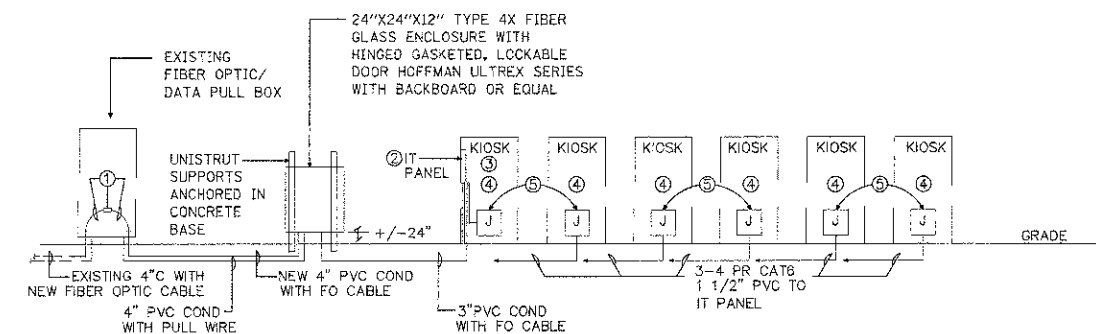 24"X24"X12" TYPE 4X FIBER
GLASS ENCLOSURE WITH
HINGED GASKETED, LOCKABLE
DOOR HOFFMAN ULTREX SERIES
WITH BACKBOARD OR EQUAL
EXISTING
FIBER OPTIC/
DATA PULL BOX
UNISTRUT
SUPPORTS
ANCHORED IN
CONCRETE
BASE
1
2 IT
PANEL
KIOSK
3
4
J
5
KIOSK
4
J
KIOSK
4
J
5
KIOSK
4
J
KIOSK
4
J
5
KIOSK
4
J
+/-24"
GRADE
EXISTING 4"C WITH
NEW FIBER OPTIC CABLE
4" PVC COND
WITH PULL WIRE
NEW 4" PVC COND
WITH FO CABLE
3"PVC COND
WITH FO CABLE
3-4 PR CAT6
1 1/2" PVC TO
IT PANEL